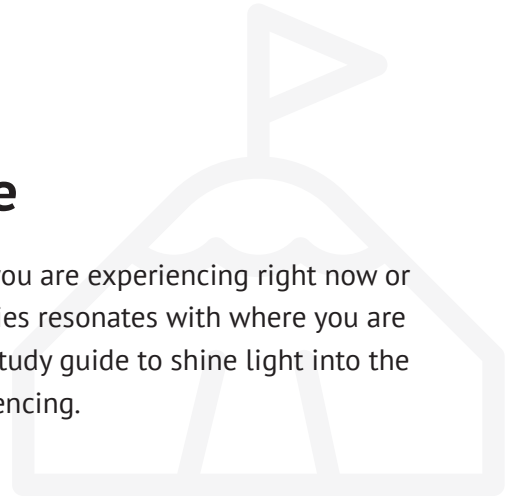 e
you are experiencing right now or
ies resonates with where you are
tudy guide to shine light into the
encing.